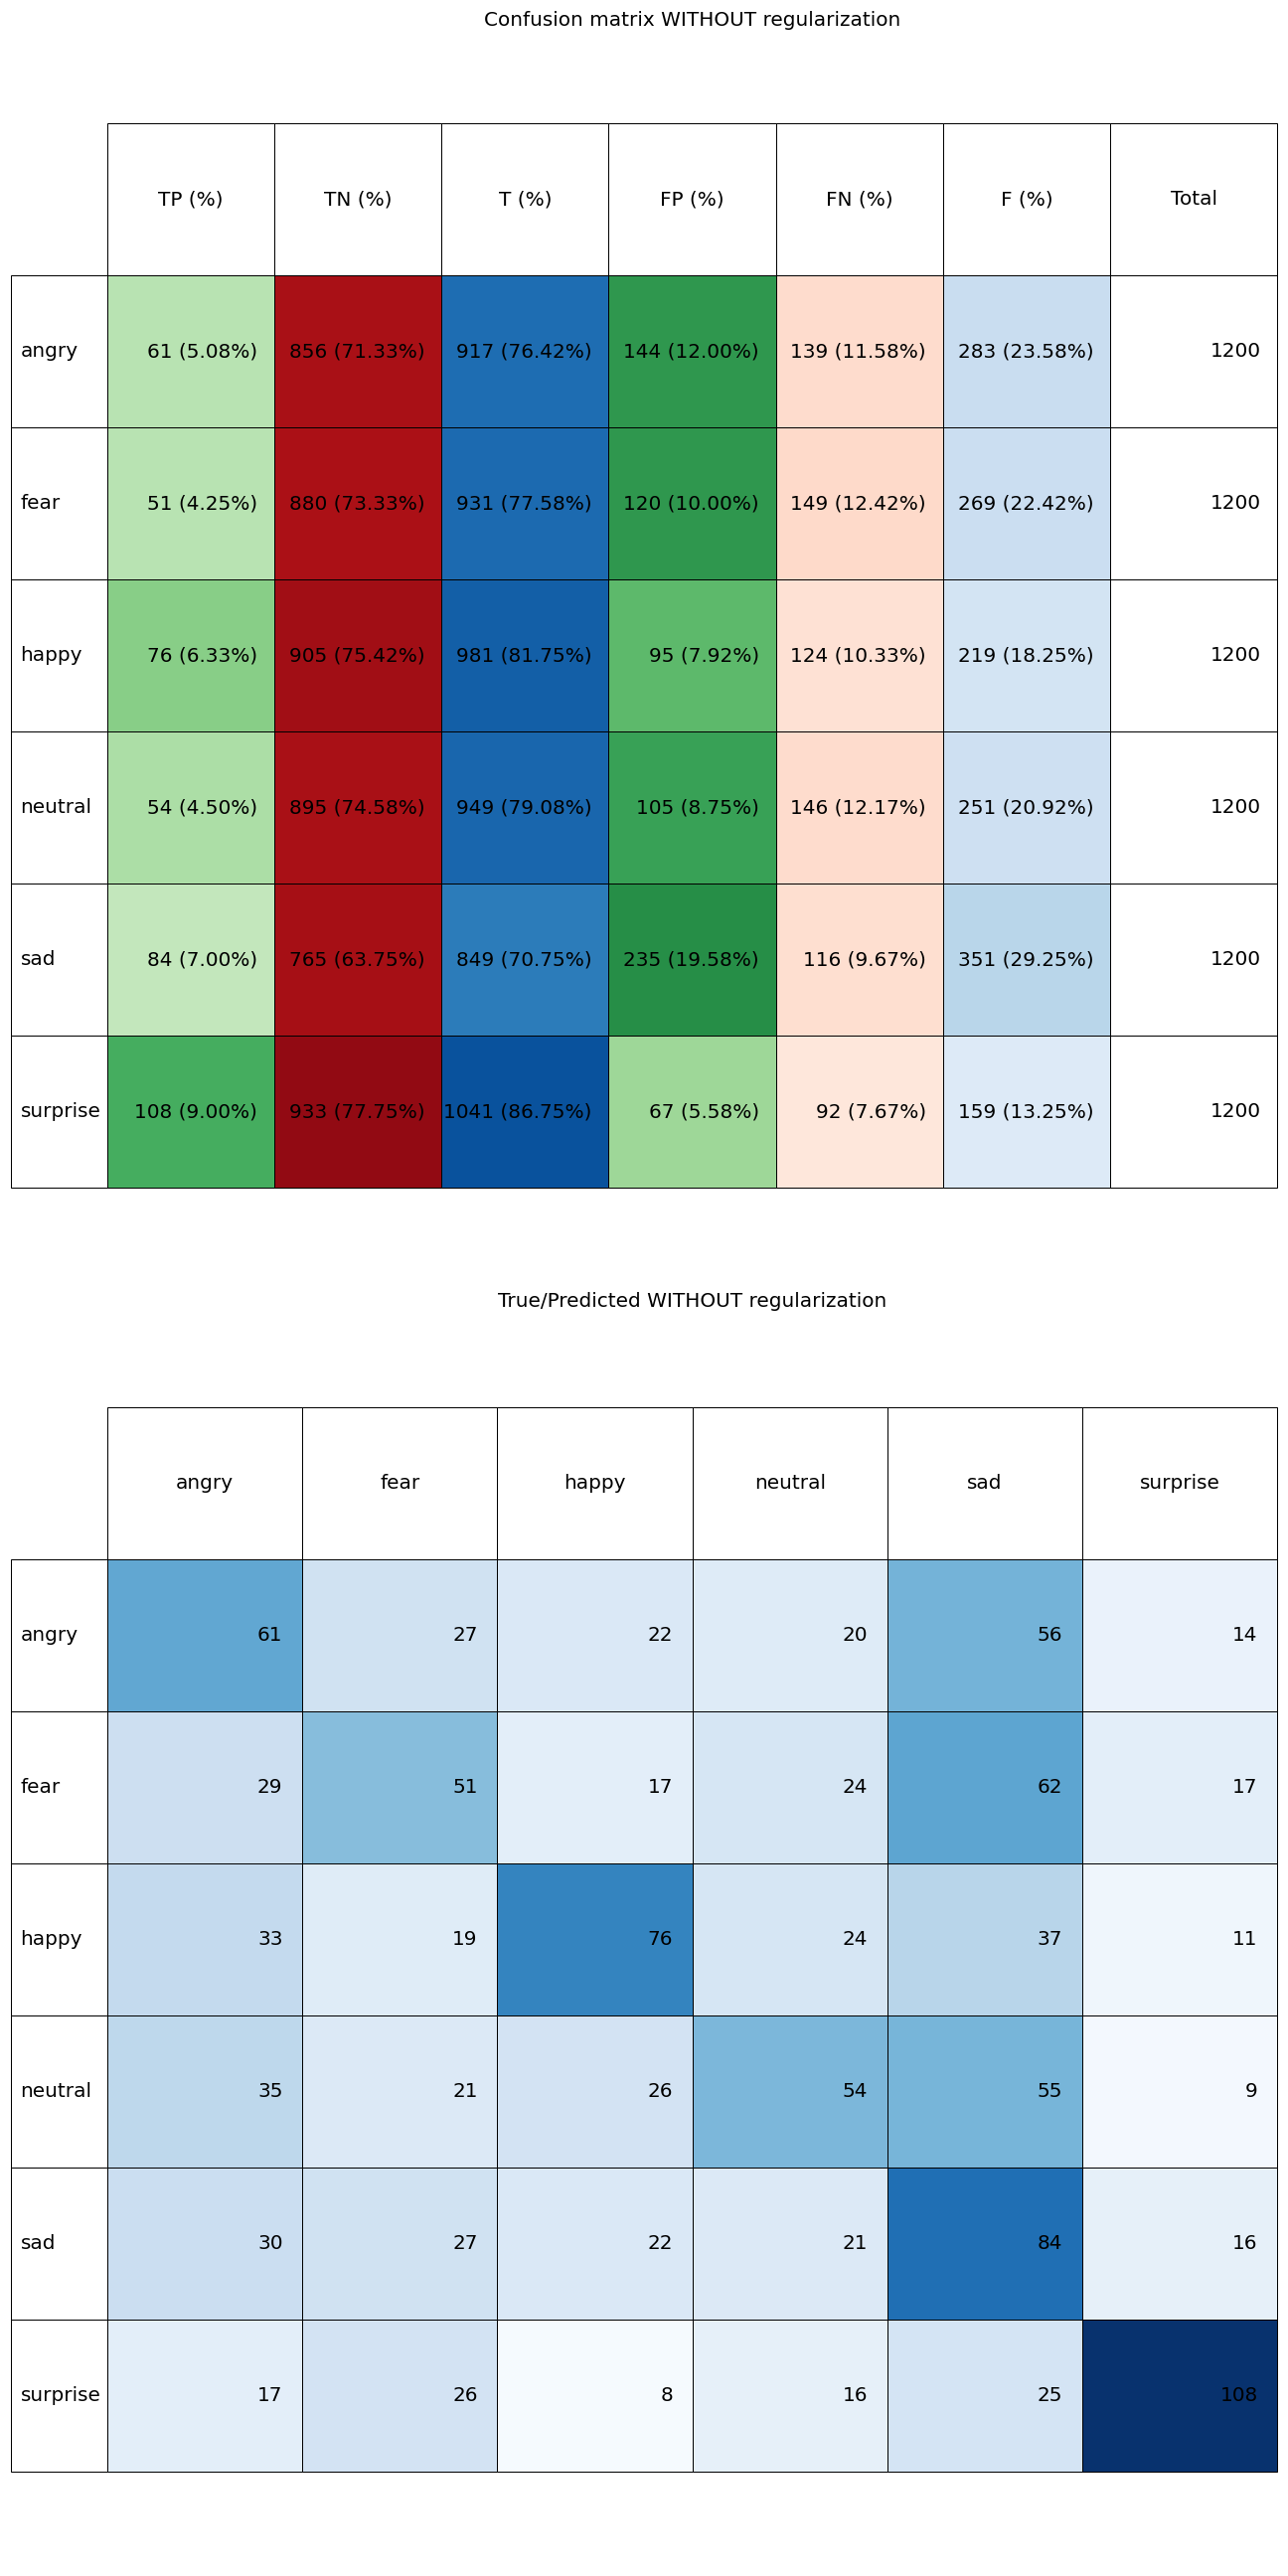 Confusion matrix WITHOUT regularization
TP (%) TN (%) T (%) FP (%) FN (%) F (%) Total
angry 61 (5.08%) 856 (71.33%) 917 (76.42%) 144 (12.00%) 139 (11.58%) 283 (23.58%) 1200
fear 51 (4.25%) 880 (73.33%) 931 (77.58%) 120 (10.00%) 149 (12.42%) 269 (22.42%) 1200
happy 76 (6.33%) 905 (75.42%) 981 (81.75%) 95 (7.92%) 124 (10.33%) 219 (18.25%) 1200
neutral 54 (4.50%) 895 (74.58%) 949 (79.08%) 105 (8.75%) 146 (12.17%) 251 (20.92%) 1200
sad 84 (7.00%) 765 (63.75%) 849 (70.75%) 235 (19.58%) 116 (9.67%) 351 (29.25%) 1200
surprise 108 (9.00%) 933 (77.75%) 1041 (86.75%) 67 (5.58%) 92 (7.67%) 159 (13.25%) 1200
True/Predicted WITHOUT regularization
angry fear happy neutral sad surprise
angry 61 27 22 20 56 14
fear 29 51 17 24 62 17
happy 33 19 76 24 37 11
neutral 35 21 26 54 55 9
sad 30 27 22 21 84 16
surprise 17 26 8 16 25 108